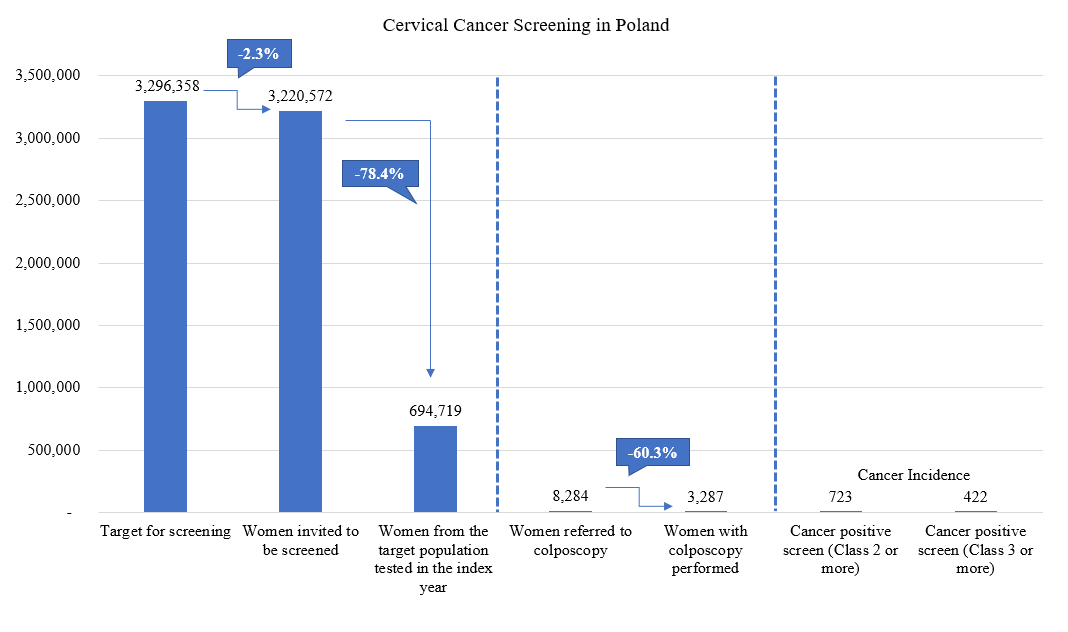 Cervical Cancer Screening in Poland
-2.3%
3,500,000
3,296,358
3,220,572
3,000,000
-78.4%
2,500,000
2,000,000
1,500,000
1,000,000
694,719
500,000
-60.3%
Cancer Incidence
8,284
3,287
723
422
-
Target for screening
Women invited to
be screened
Women from the
target population
tested in the index
year
Women referred to
colposcopy
Women with
colposcopy
performed
Cancer positive
screen (Class 2 or
more)
Cancer positive
screen (Class 3 or
more)